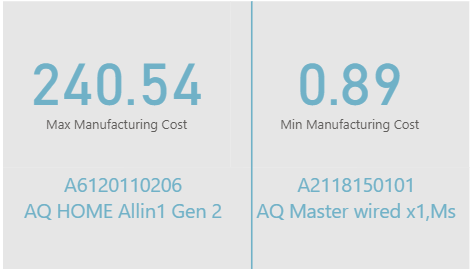 240.54
Max Manufacturing Cost
A6120110206
AQ HOME Allin1 Gen 2
0.89
Min Manufacturing Cost
A2118150101
AQ Master wired x1,Ms